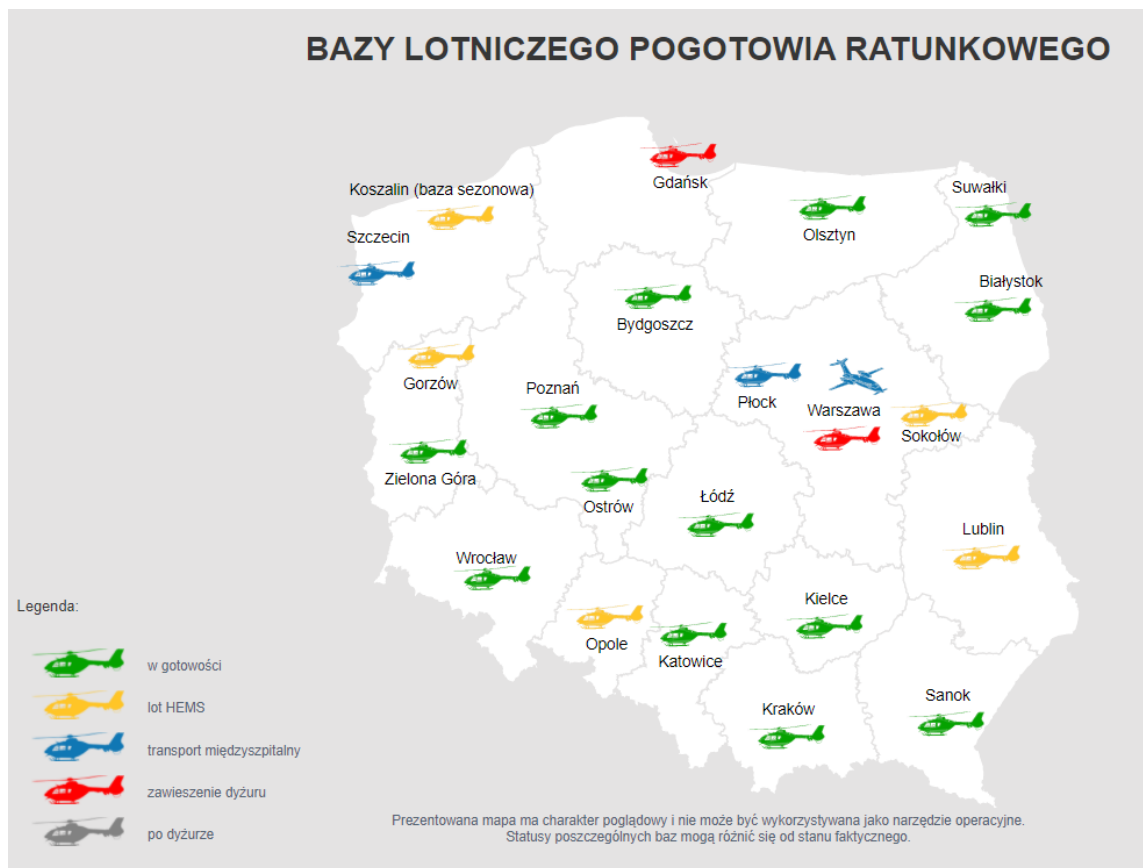 BAZY LOTNICZEGO POGOTOWIA RATUNKOWEGO
Gdańsk
Koszalin (baza sezonowa)
Suwałki
Olsztyn
Szczecin
Białystok
Bydgoszcz
Gorzów
Poznań
Płock
Warszawa
Sokołów
Zielona Góra
Ostrów
Łódź
Lublin
Wrocław
Kielce
Opole
Katowice
Sanok
Kraków
Legenda:
w gotowości
lot HEMS
transport międzyszpitalny
zawieszenie dyżuru
po dyżurze
Prezentowana mapa ma charakter poglądowy i nie może być wykorzystywana jako narzędzie operacyjne.
Statusy poszczególnych baz mogą różnić się od stanu faktycznego.